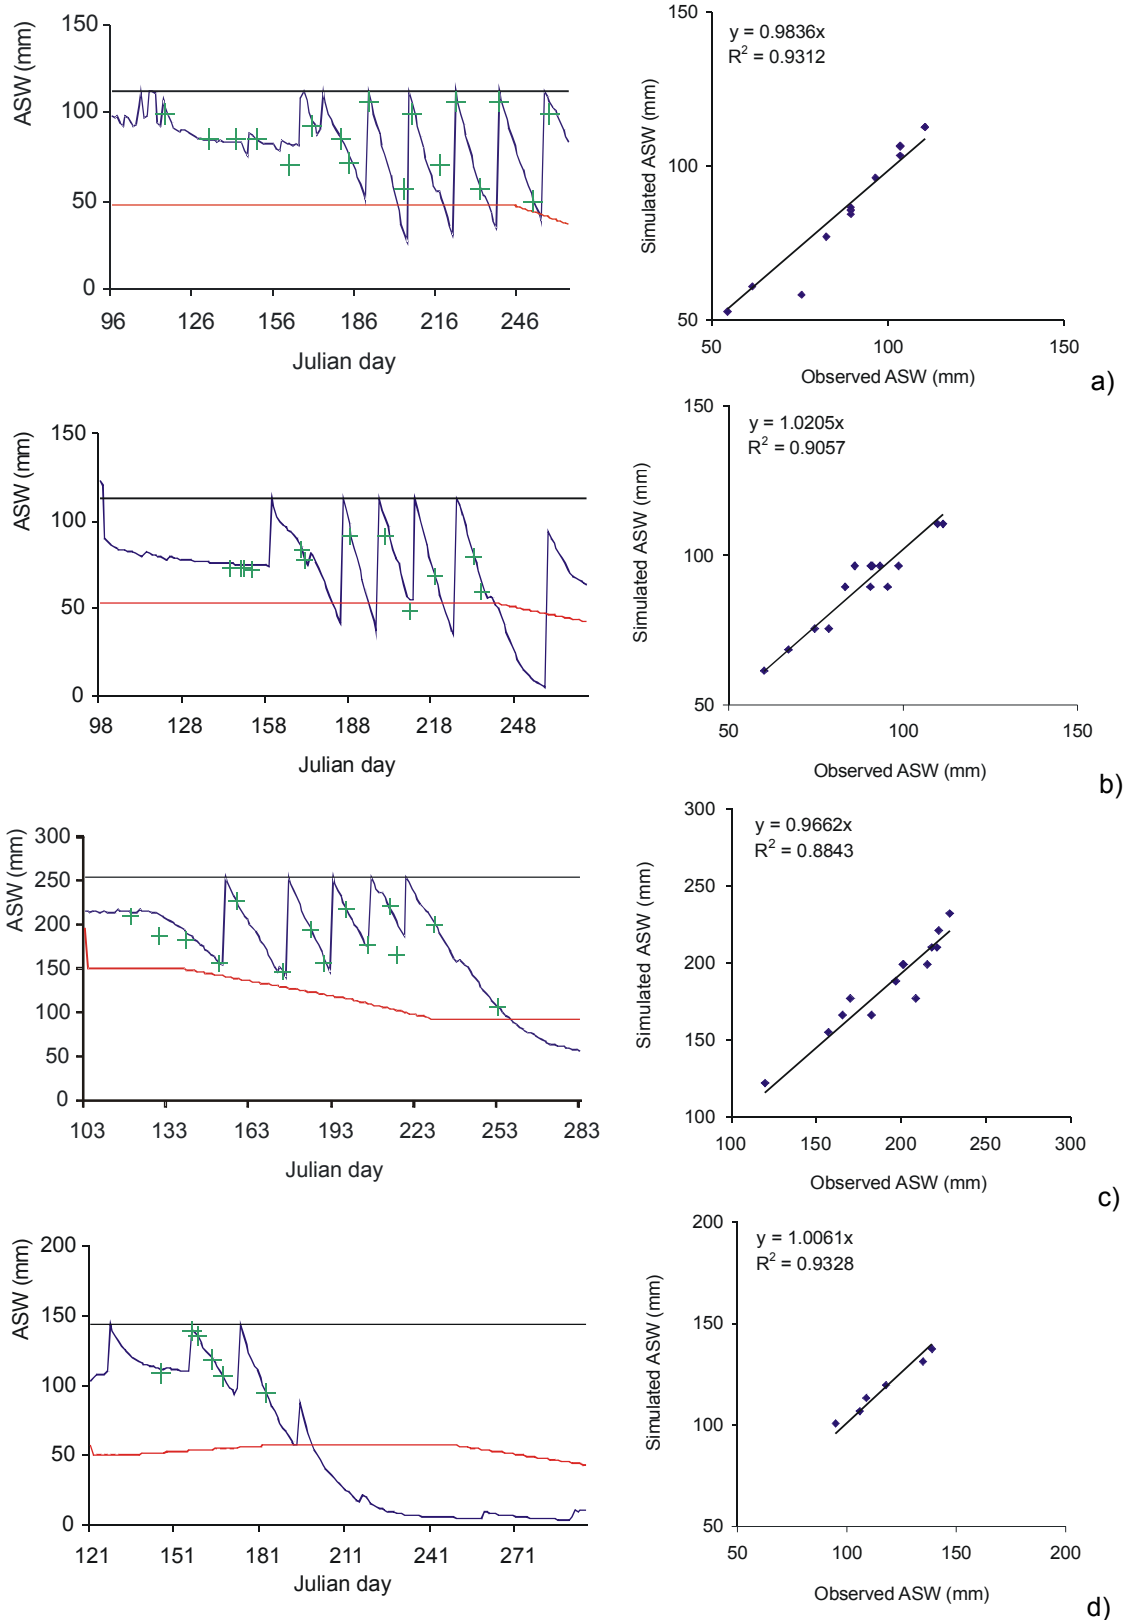 150
100
50
0
ASW (mm)
96 126 156 186 216 246
Julian day
150
100
50
Simulated ASW (mm)
y = 0.9836x
R² = 0.9312
50 100 150
Observed ASW (mm)
a)
150
100
50
0
ASW (mm)
98 128 158 188 218 248
Julian day
150
100
50
Simulated ASW (mm)
y = 1.0205x
R² = 0.9057
50 100 150
Observed ASW (mm)
b)
300
250
200
150
100
50
0
ASW (mm)
103 133 163 193 223 253 283
Julian day
300
250
200
150
100
Simulated ASW (mm)
y = 0.9662x
R² = 0.8843
100 150 200 250 300
Observed ASW (mm)
c)
200
150
100
50
0
ASW (mm)
121 151 181 211 241 271
Julian day
200
150
100
50
Simulated ASW (mm)
y = 1.0061x
R² = 0.9328
50 100 150 200
Observed ASW (mm)
d)